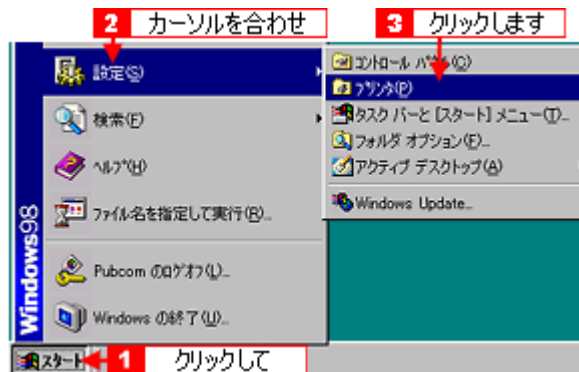 2 カーソルを合わせ
3 クリックします
設定(S)
検索(F)
ヘルプ(H)
ファイル名を指定して実行(R)...
Pubcom のログオフ(L)...
Windows の終了(U)...
Windows98
コントロール パネル(C)
プリンタ(P)
タスク バーと [スタート] メニュー(T)...
フォルダ オプション(F)...
アクティブ デスクトップ(A)
Windows Update...
スタート
1 クリックして